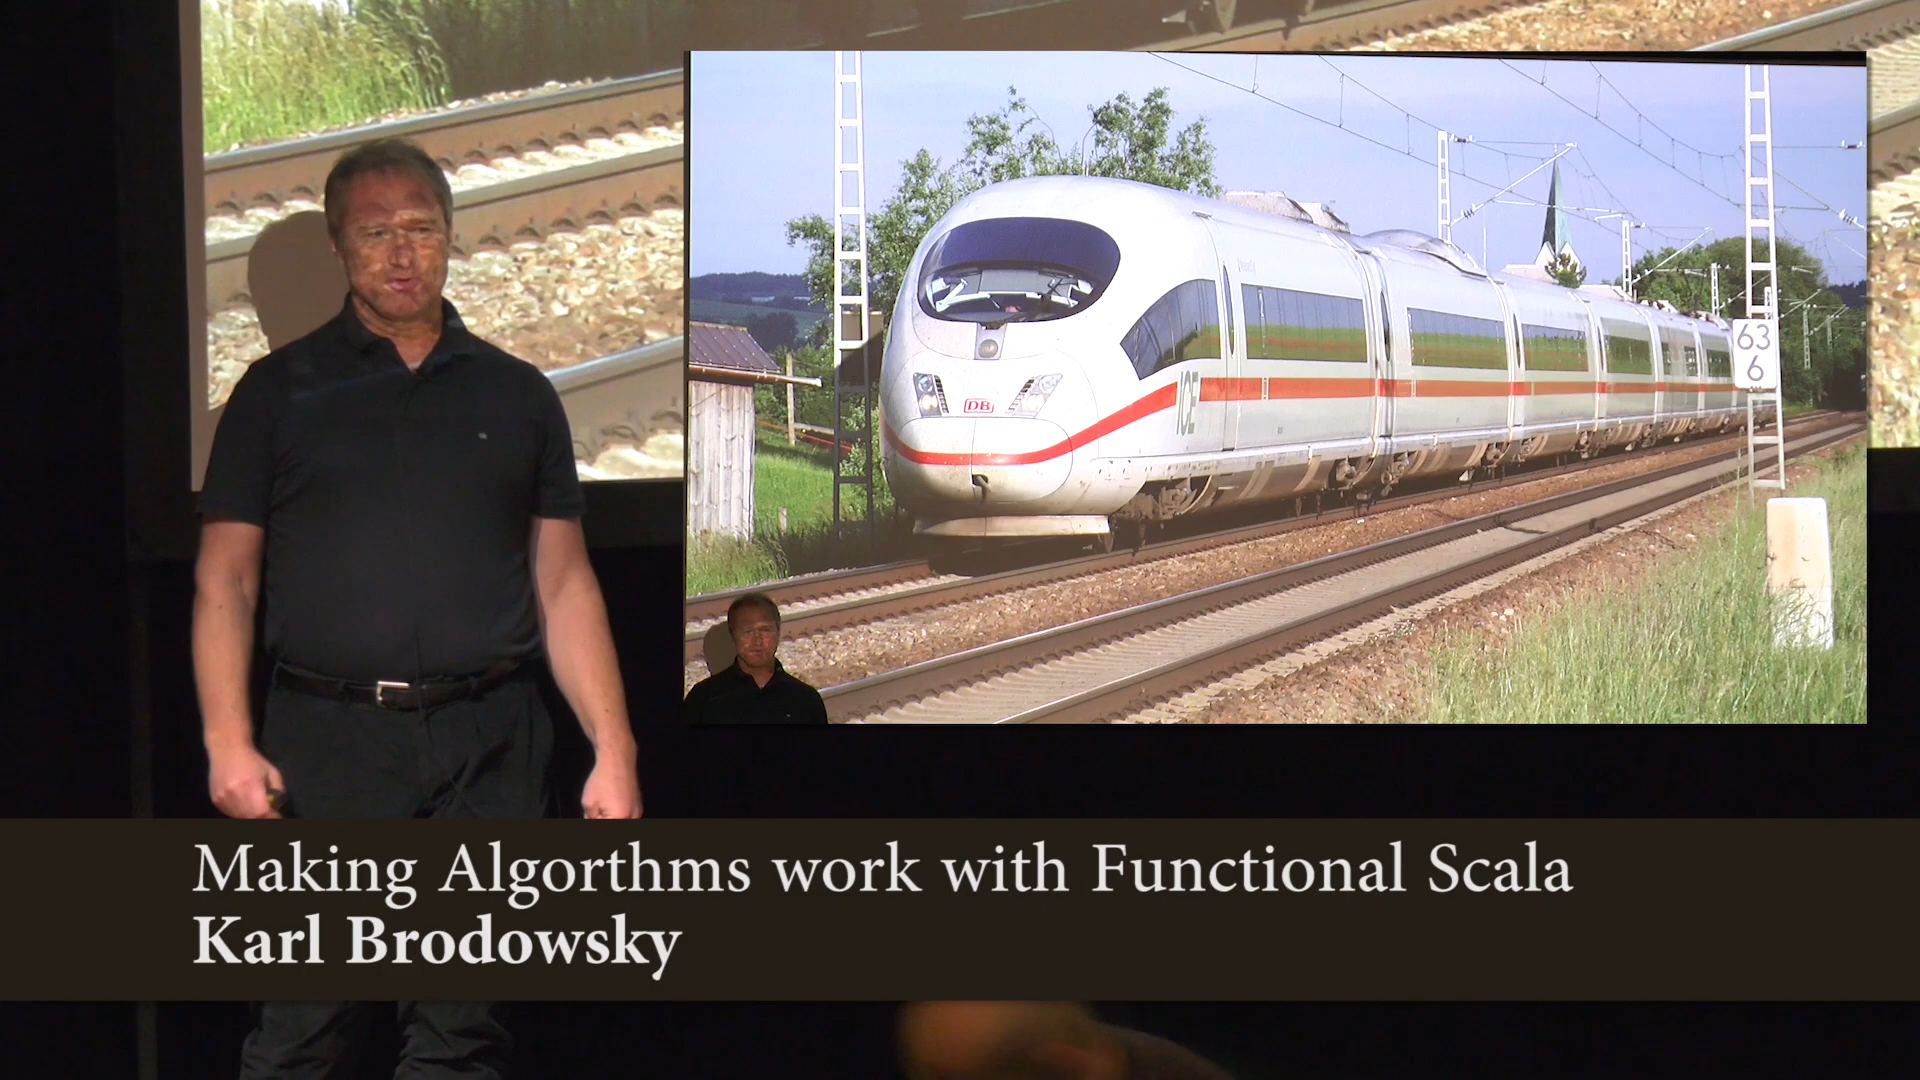 63
6
DB
ICE
Making Algorthms work with Functional Scala
Karl Brodowsky